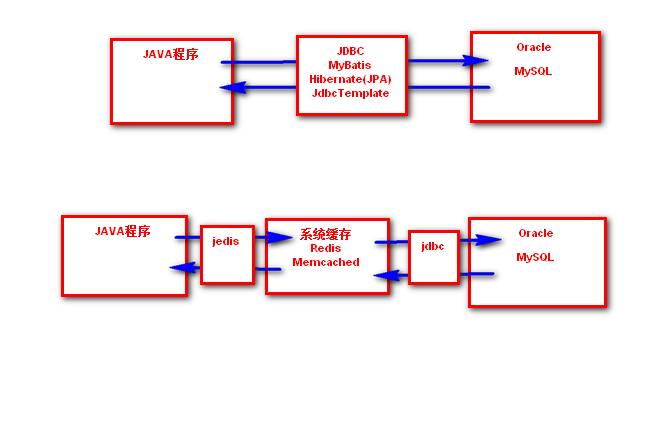 JAVA程序
JDBC
MyBatis
Hibernate(JPA)
JdbcTemplate
Oracle
MySQL
JAVA程序
jedis
系统缓存
Redis
Memcached
jdbc
Oracle
MySQL